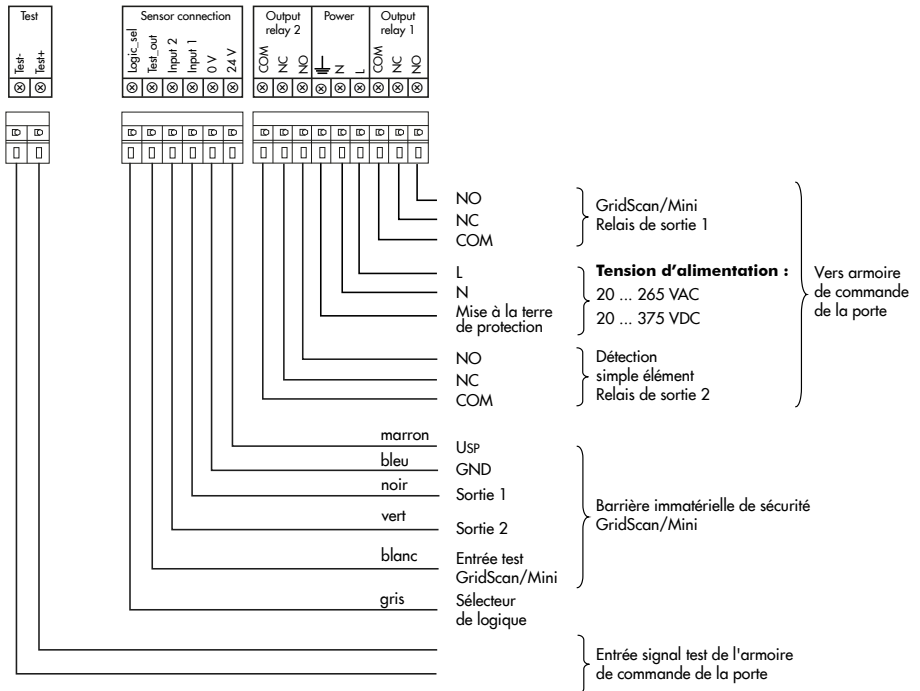 Test
Sensor connection
Output
relay 2
Power
Output
relay 1
Test-
Test+
Logic_sel
Test_out
Input 2
Input 1
0 V
24 V
COM
NC
NO
N
L
COM
NC
NO
NO
NC
COM
GridScan/Mini
Relais de sortie 1
L
N
Mise à la terre
de protection
Tension d’alimentation :
20 ... 265 VAC
20 ... 375 VDC
Vers armoire
de commande
de la porte
NO
NC
COM
Détection
simple élément
Relais de sortie 2
marron
USP
bleu
GND
noir
Sortie 1
vert
Sortie 2
blanc
Entrée test
GridScan/Mini
Barrière immatérielle de sécurité
GridScan/Mini
gris
Sélecteur
de logique
Entrée signal test de l'armoire
de commande de la porte